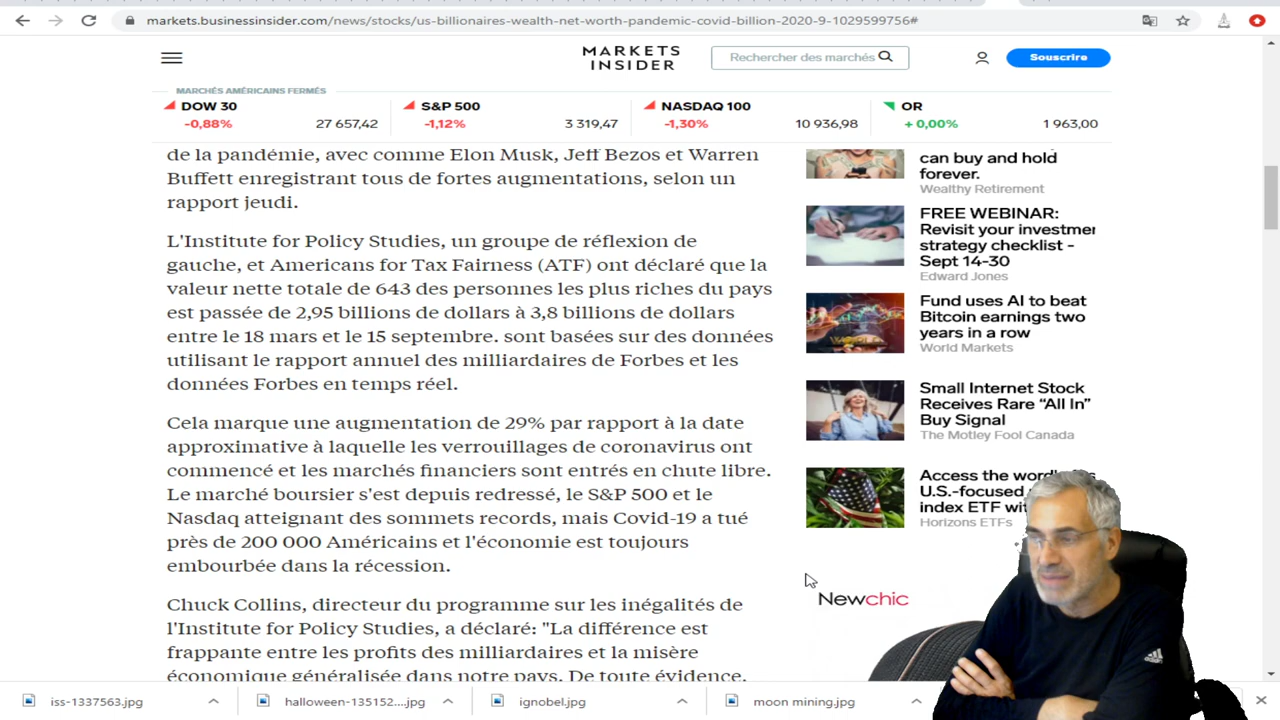 markets.businessinsider.com/news/stocks/us-billionaires-wealth-net-worth-pandemic-covid-billion-2020-9-1029599756#
MARKETS
INSIDER
Rechercher des marchés
Souscrire
MARCHÉS AMÉRICAINS FERMÉS
DOW 30
-0,88% 27 657,42
S&P 500
-1,12% 3 319,47
NASDAQ 100
-1,30% 10 936,98
OR
+ 0,00% 1 963,00
de la pandémie, avec comme Elon Musk, Jeff Bezos et Warren
Buffett enregistrant tous de fortes augmentations, selon un
rapport jeudi.
L'Institute for Policy Studies, un groupe de réflexion de
gauche, et Americans for Tax Fairness (ATF) ont déclaré que la
valeur nette totale de 643 des personnes les plus riches du pays
est passée de 2,95 billions de dollars à 3,8 billions de dollars
entre le 18 mars et le 15 septembre. sont basées sur des données
utilisant le rapport annuel des milliardaires de Forbes et les
données Forbes en temps réel.
Cela marque une augmentation de 29% par rapport à la date
approximative à laquelle les verrouillages de coronavirus ont
commencé et les marchés financiers sont entrés en chute libre.
Le marché boursier s'est depuis redressé, le S&P 500 et le
Nasdaq atteignant des sommets records, mais Covid-19 a tué
près de 200 000 Américains et l'économie est toujours
embourbée dans la récession.
Chuck Collins, directeur du programme sur les inégalités de
l'Institute for Policy Studies, a déclaré: "La différence est
frappante entre les profits des milliardaires et la misère
économique généralisée dans notre pays. De toute évidence,
can buy and hold
forever.
Wealthy Retirement
FREE WEBINAR:
Revisit your investmer
strategy checklist -
Sept 14-30
Edward Jones
Fund uses AI to beat
Bitcoin earnings two
years in a row
World Markets
Small Internet Stock
Receives Rare “All In”
Buy Signal
The Motley Fool Canada
Access the word's
U.S.-focused
index ETF wit
Horizons ETFs
Newchic
adidas
iss-1337563.jpg
halloween-135152....jpg
ignobel.jpg
moon mining.jpg